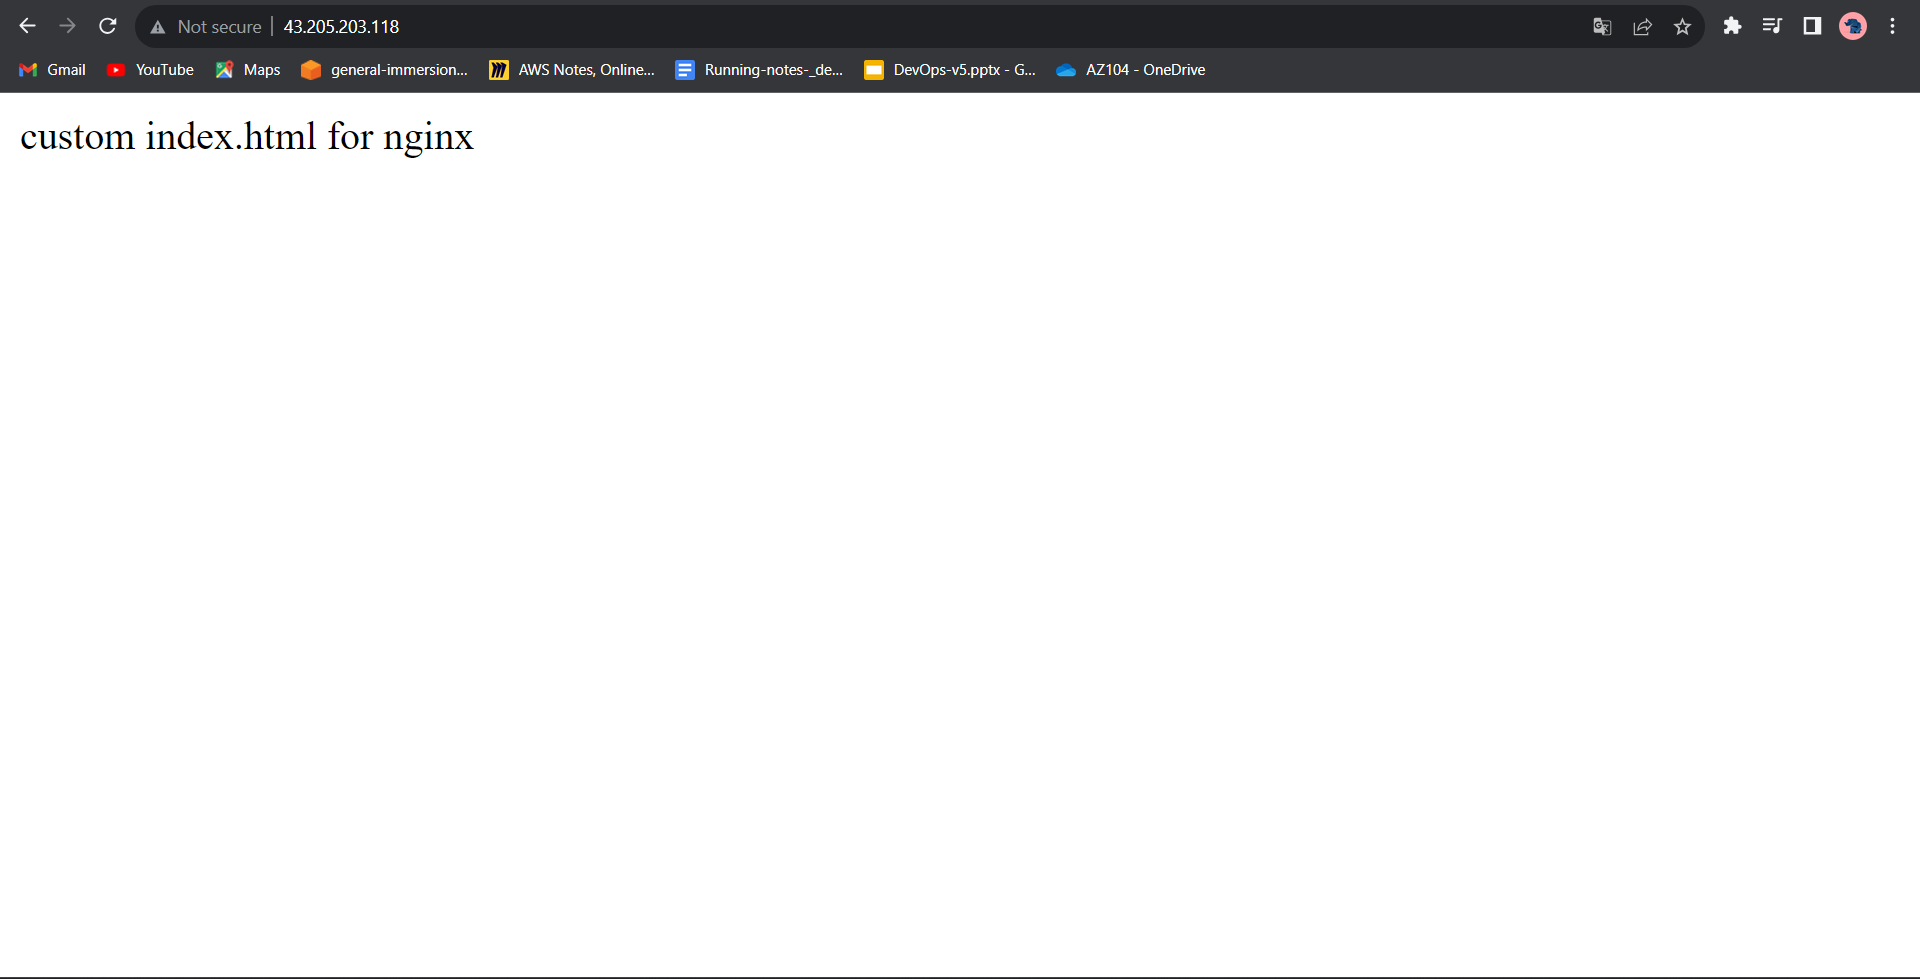 Not secure 43.205.203.118
Gmail YouTube Maps general-immersion... AWS Notes, Online... Running-notes-_de... DevOps-v5.pptx - G... AZ104 - OneDrive
custom index.html for nginx